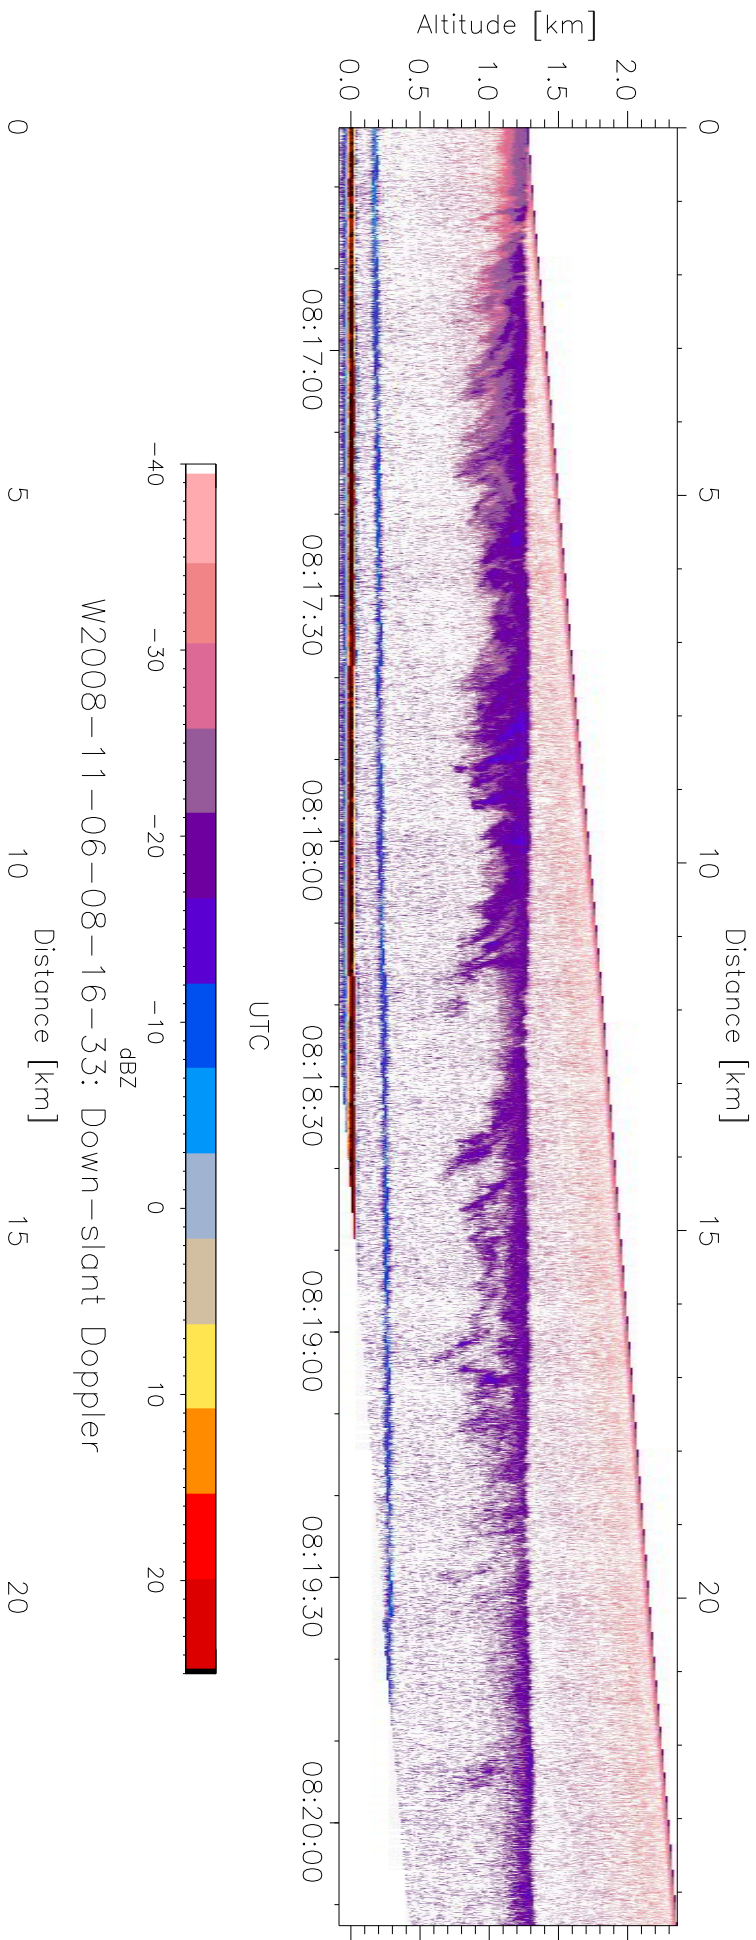 Distance [km]
0 5 10 15 20
Altitude [km]
2.0
1.5
1.0
0.5
0.0
08:17:00 08:17:30 08:18:00 08:18:30 08:19:00 08:19:30 08:20:00
UTC
-40 -30 -20 -10 0 10 20
dBZ
W2008-11-06-08-16-33: Down-slant Doppler
Distance [km]
0 5 10 15 20